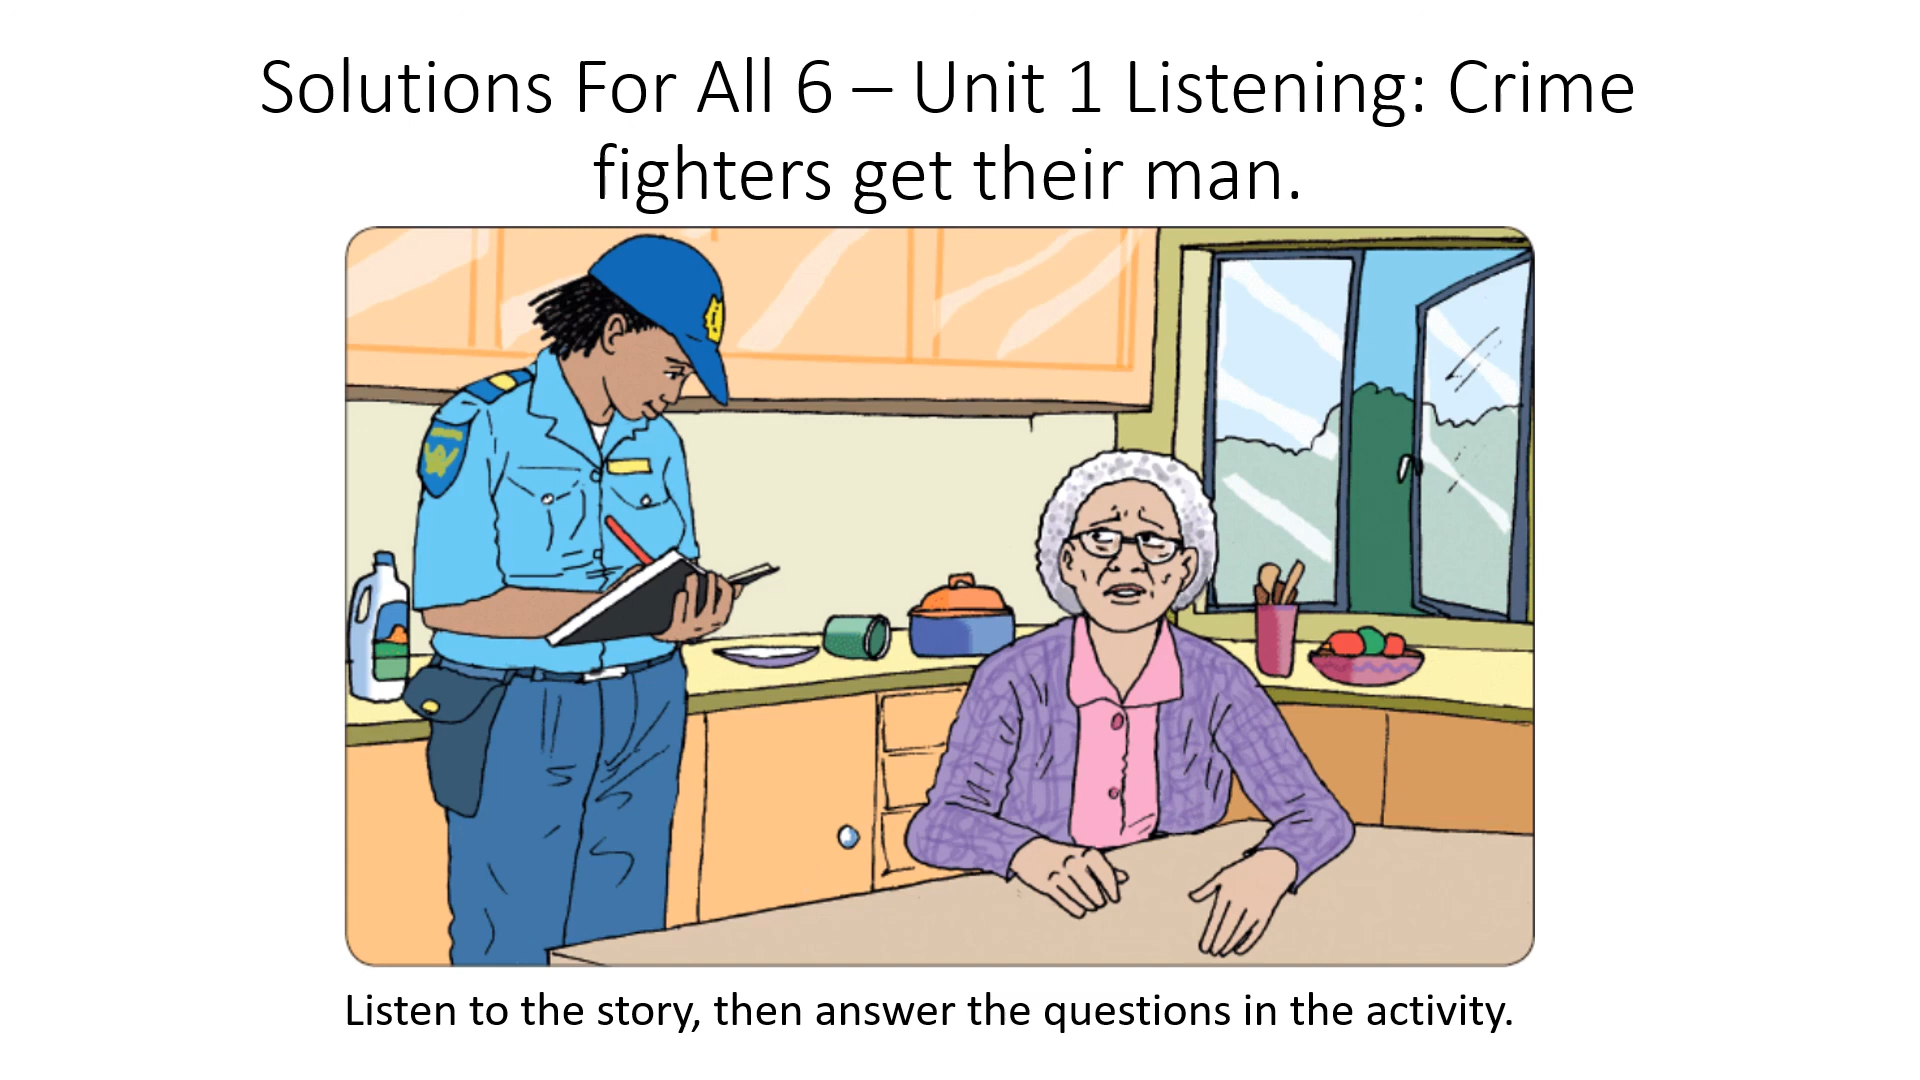 Solutions For All 6 – Unit 1 Listening: Crime
fighters get their man.
Listen to the story, then answer the questions in the activity.